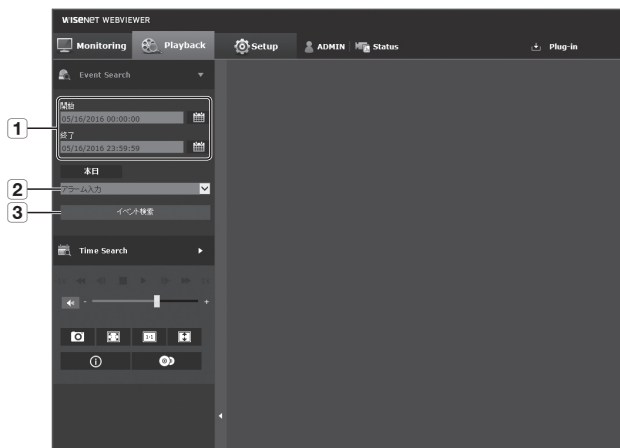 WISENET WEBVIEWER
Monitoring Playback Setup ADMIN Status Plug-in
Event Search
開始
05/16/2016 00:00:00
1
終了
05/16/2016 23:59:59
本日
2 アラーム入力
3 イベント検索
Time Search
- +
1:1